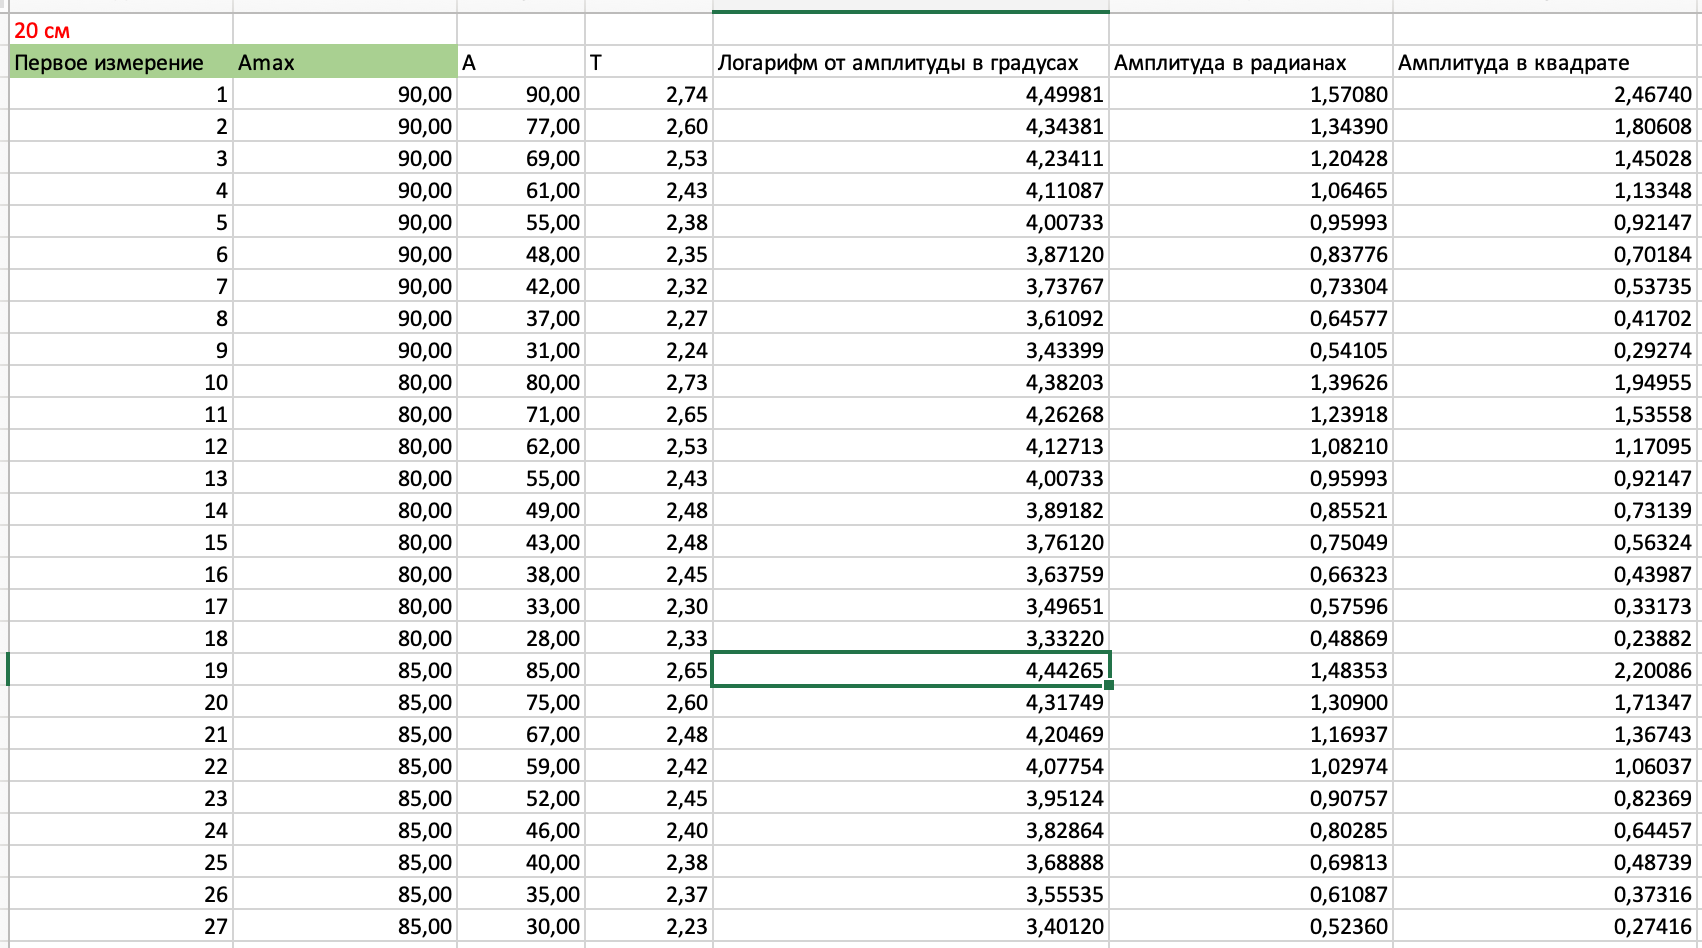 20 см
Первое измерение Amax A T Логарифм от амплитуды в градусах Амплитуда в радианах Амплитуда в квадрате
1 90,00 90,00 2,74 4,49981 1,57080 2,46740
2 90,00 77,00 2,60 4,34381 1,34390 1,80608
3 90,00 69,00 2,53 4,23411 1,20428 1,45028
4 90,00 61,00 2,43 4,11087 1,06465 1,13348
5 90,00 55,00 2,38 4,00733 0,95993 0,92147
6 90,00 48,00 2,35 3,87120 0,83776 0,70184
7 90,00 42,00 2,32 3,73767 0,73304 0,53735
8 90,00 37,00 2,27 3,61092 0,64577 0,41702
9 90,00 31,00 2,24 3,43399 0,54105 0,29274
10 80,00 80,00 2,73 4,38203 1,39626 1,94955
11 80,00 71,00 2,65 4,26268 1,23918 1,53558
12 80,00 62,00 2,53 4,12713 1,08210 1,17095
13 80,00 55,00 2,43 4,00733 0,95993 0,92147
14 80,00 49,00 2,48 3,89182 0,85521 0,73139
15 80,00 43,00 2,48 3,76120 0,75049 0,56324
16 80,00 38,00 2,45 3,63759 0,66323 0,43987
17 80,00 33,00 2,30 3,49651 0,57596 0,33173
18 80,00 28,00 2,33 3,33220 0,48869 0,23882
19 85,00 85,00 2,65 4,44265 1,48353 2,20086
20 85,00 75,00 2,60 4,31749 1,30900 1,71347
21 85,00 67,00 2,48 4,20469 1,16937 1,36743
22 85,00 59,00 2,42 4,07754 1,02974 1,06037
23 85,00 52,00 2,45 3,95124 0,90757 0,82369
24 85,00 46,00 2,40 3,82864 0,80285 0,64457
25 85,00 40,00 2,38 3,68888 0,69813 0,48739
26 85,00 35,00 2,37 3,55535 0,61087 0,37316
27 85,00 30,00 2,23 3,40120 0,52360 0,27416